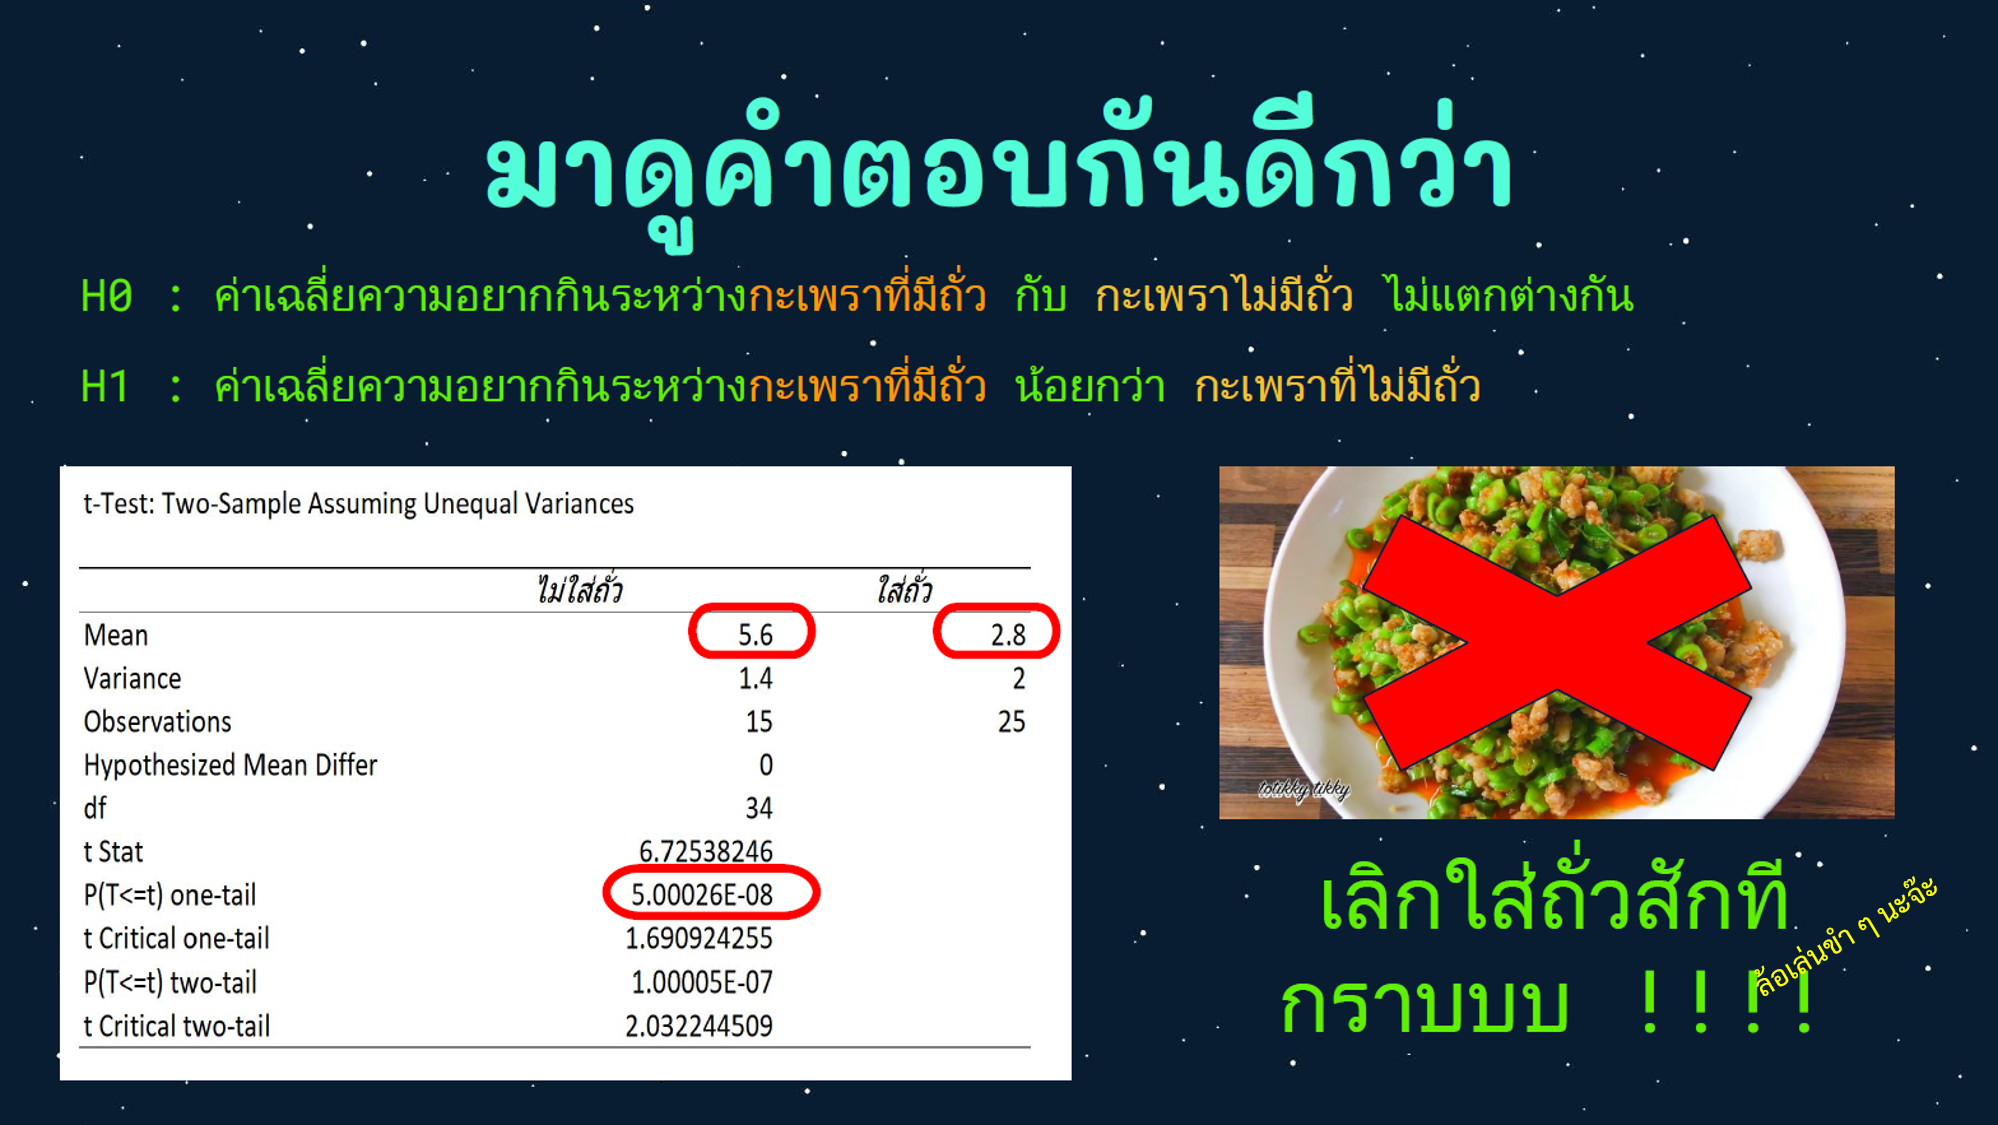 มาดูคำตอบกันดีกว่า
H0 : ค่าเฉลี่ยความอยากกินระหว่างกะเพราที่มีถั่ว กับ กะเพราไม่มีถั่ว ไม่แตกต่างกัน
H1 : ค่าเฉลี่ยความอยากกินระหว่างกะเพราที่มีถั่ว น้อยกว่า กะเพราที่ไม่มีถั่ว
t-Test: Two-Sample Assuming Unequal Variances
ไม่ใส่ถั่ว ใส่ถั่ว
Mean 5.6 2.8
Variance 1.4 2
Observations 15 25
Hypothesized Mean Differ 0
df 34
t Stat 6.72538246
P(T<=t) one-tail 5.00026E-08
t Critical one-tail 1.690924255
P(T<=t) two-tail 1.00005E-07
t Critical two-tail 2.032244509
totikky tikky
เลิกใส่ถั่วสักที
กราบบบ !!!!
ล้อเล่นขำ ๆ นะจ๊ะ